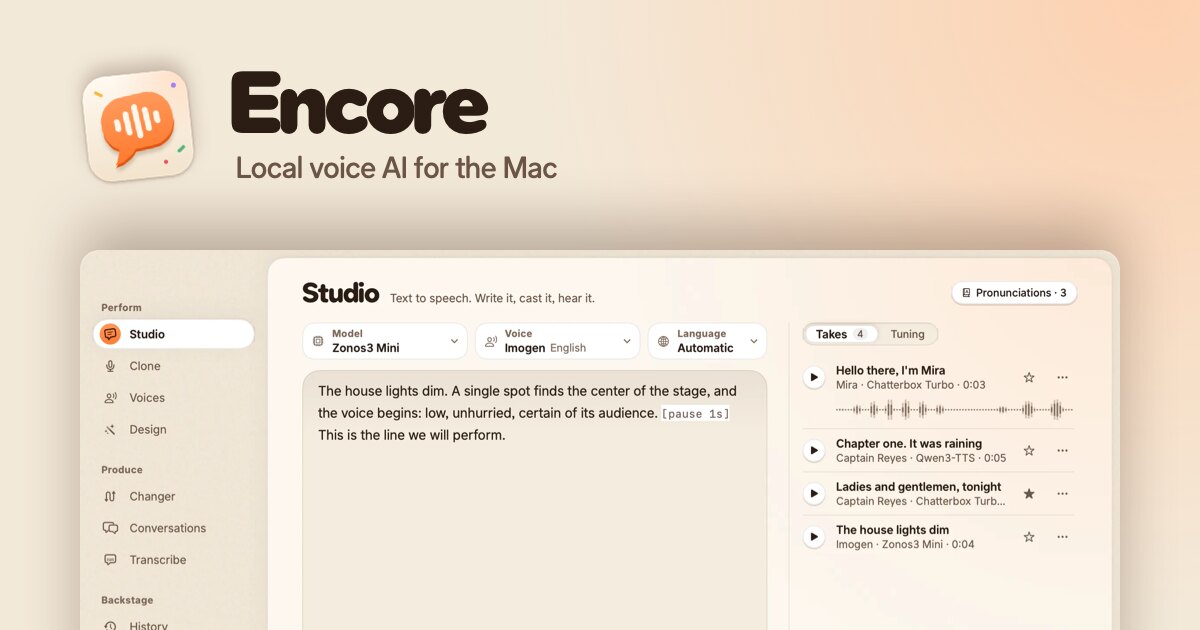 Encore
Local voice AI for the Mac
Perform
Studio
Clone
Voices
Design
Produce
Changer
Conversations
Transcribe
Backstage
History
Studio
Text to speech. Write it, cast it, hear it.
Pronunciations · 3
Model
Zonos3 Mini
Voice
Imogen English
Language
Automatic
The house lights dim. A single spot finds the center of the stage, and
the voice begins: low, unhurried, certain of its audience. [pause 1s]
This is the line we will perform.
Takes 4
Tuning
Hello there, I'm Mira
Mira · Chatterbox Turbo · 0:03
Chapter one. It was raining
Captain Reyes · Qwen3-TTS · 0:05
Ladies and gentlemen, tonight
Captain Reyes · Chatterbox Turb...
The house lights dim
Imogen · Zonos3 Mini · 0:04